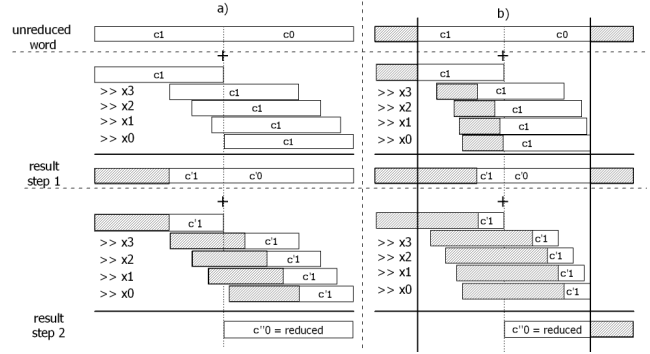 a)
b)
unreduced
word
c1 c0
c1 c0
+
+
c1
c1
>> x3 c1
>> x3 c1
>> x2 c1
>> x2 c1
>> x1 c1
>> x1 c1
>> x0 c1
>> x0 c1
result
step 1
c'1 c'0
c'1 c'0
+
+
c'1
c'1
>> x3 c'1
>> x3 c'1
>> x2 c'1
>> x2 c'1
>> x1 c'1
>> x1 c'1
>> x0 c'1
>> x0 c'1
result
step 2
c''0 = reduced
c''0 = reduced